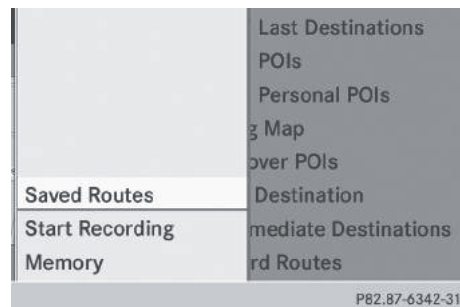 Last Destinations
POIs
Personal POIs
g Map
over POIs
Saved Routes
Destination
Start Recording
mediate Destinations
Memory
rd Routes
P82.87-6342-31